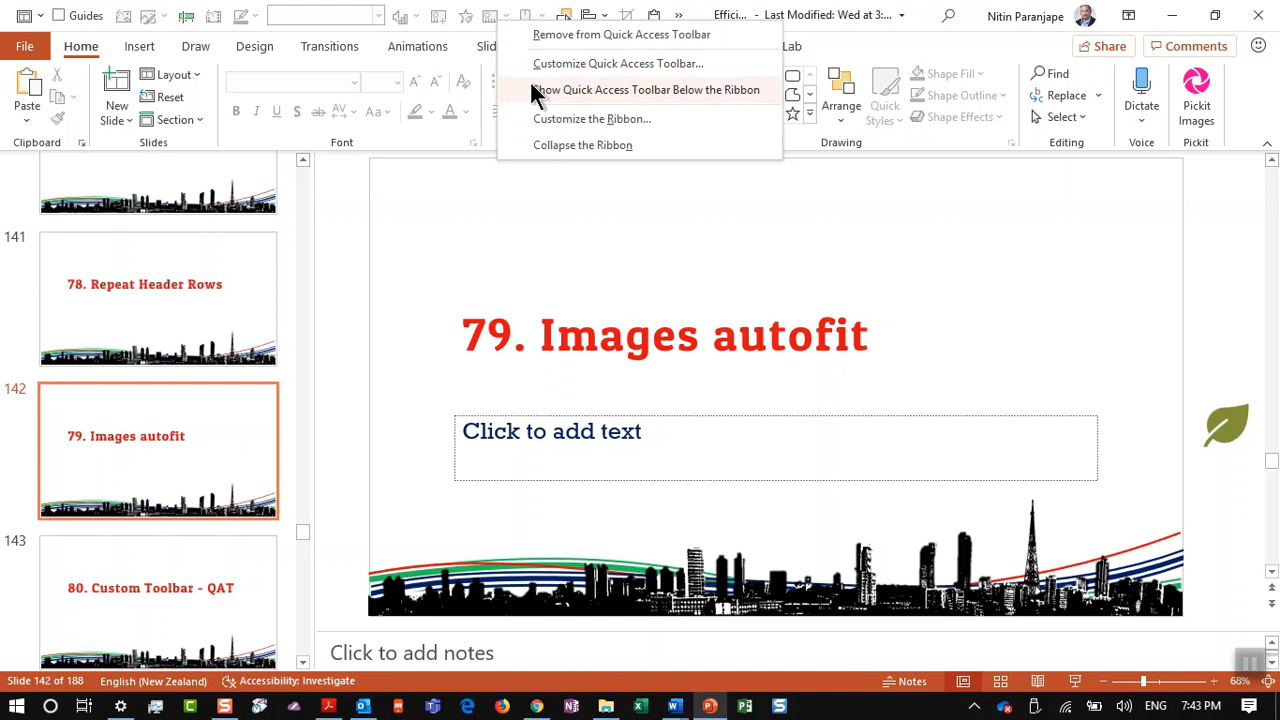 Guides
Effici...
- Last Modified: Wed at 3:...
Nitin Paranjape
File
Home
Insert
Draw
Design
Transitions
Animations
Slid
Lab
Share
Comments
Remove from Quick Access Toolbar
Customize Quick Access Toolbar...
Show Quick Access Toolbar Below the Ribbon
Customize the Ribbon...
Collapse the Ribbon
Paste
New
Slide
Layout
Reset
Section
B
I
U
S
ab
AV
Aa
A
Arrange
Quick
Styles
Shape Fill
Shape Outline
Shape Effects
Find
Replace
Select
Dictate
Pickit
Images
Clipboard
Slides
Font
Drawing
Editing
Voice
Pickit
141
78. Repeat Header Rows
142
79. Images autofit
143
80. Custom Toolbar - QAT
79. Images autofit
Click to add text
Click to add notes
Slide 142 of 188
English (New Zealand)
Accessibility: Investigate
Notes
68%
ENG
7:43 PM